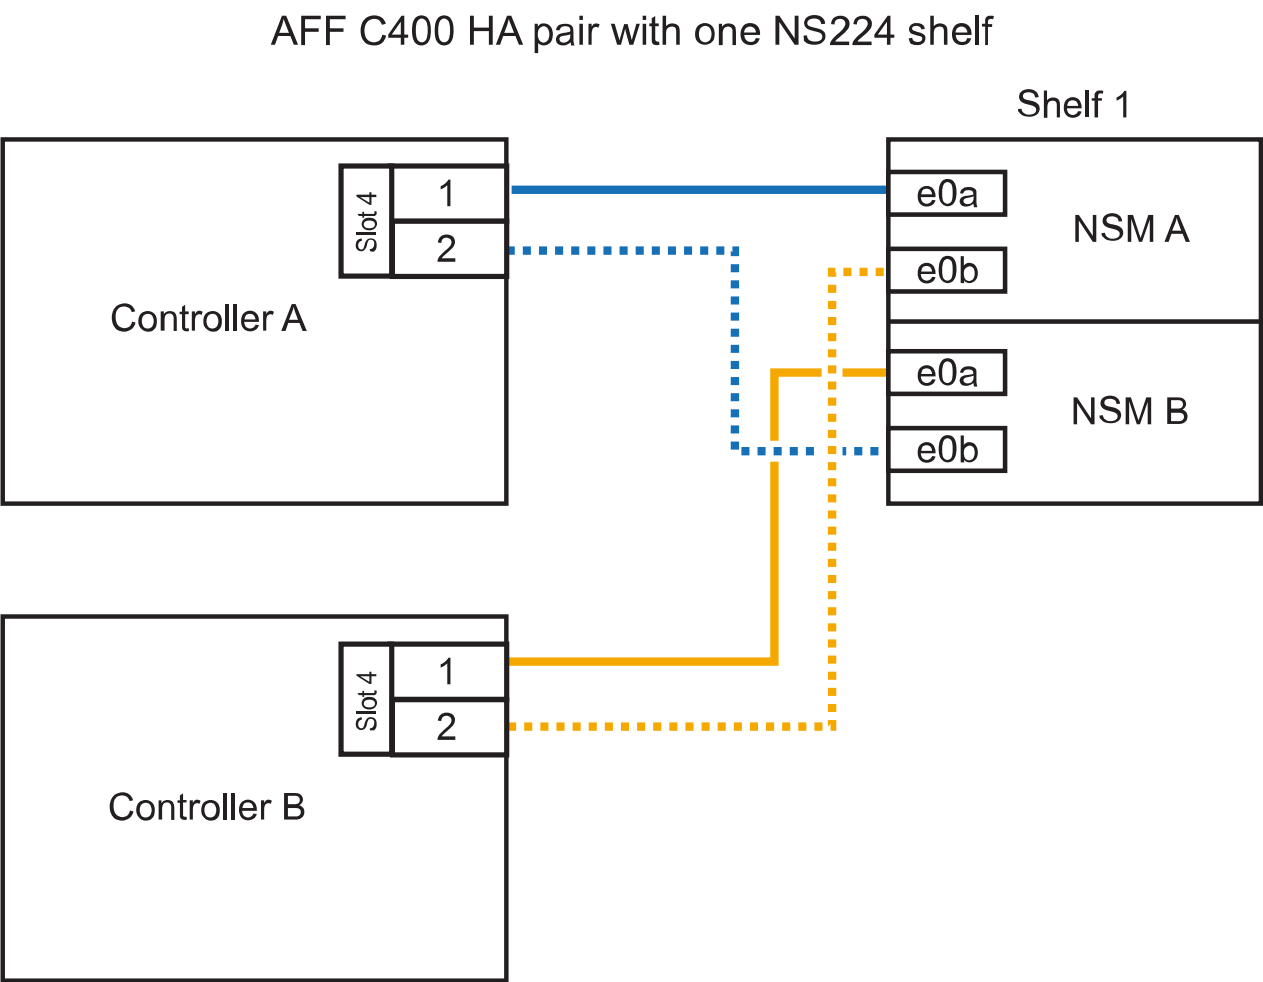 AFF C400 HA pair with one NS224 shelf
Shelf 1
Slot 4
1
2
Controller A
e0a
e0b
NSM A
e0a
e0b
NSM B
Slot 4
1
2
Controller B